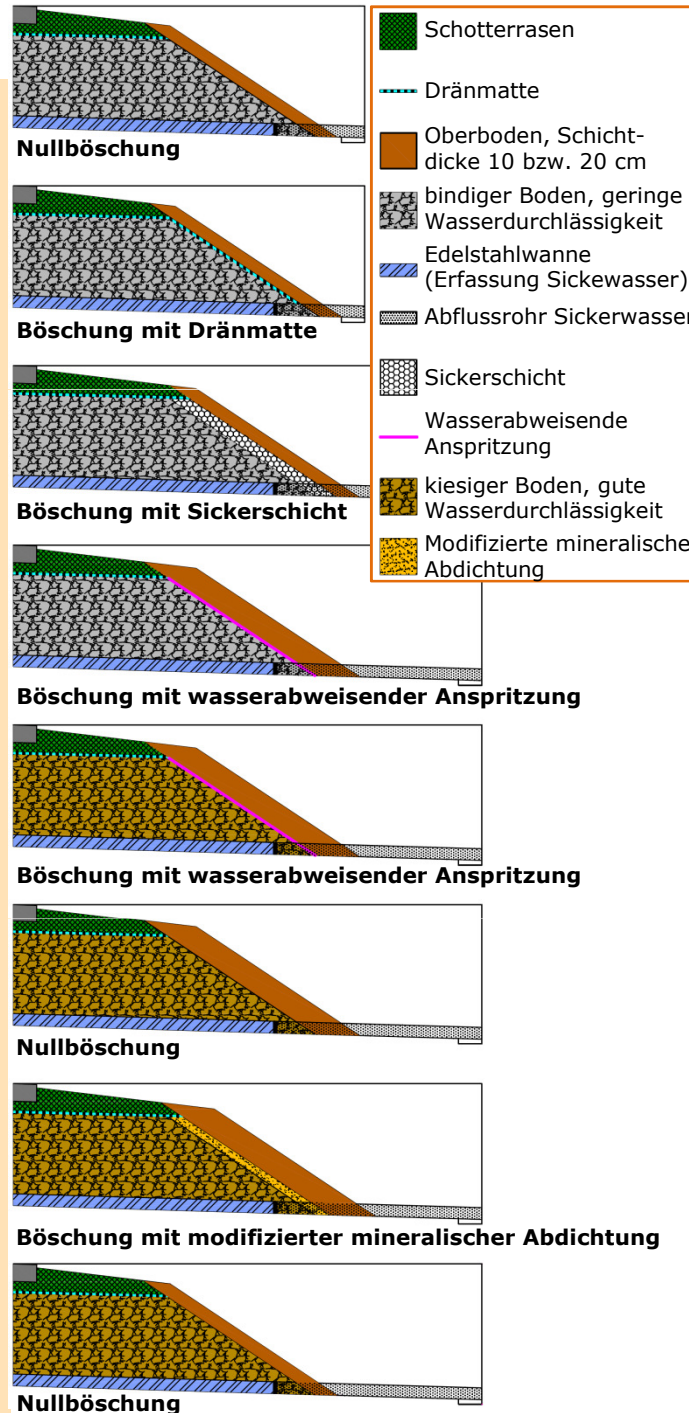 Schotterrasen
Dränmatte
Oberboden, Schicht-
dicke 10 bzw. 20 cm
bindiger Boden, geringe
Wasserdurchlässigkeit
Edelstahlwanne
(Erfassung Sickewasser)
Abflussrohr Sickerwasser
Sickerschicht
Wasserabweisende
Anspritzung
kiesiger Boden, gute
Wasserdurchlässigkeit
Modifizierte mineralische
Abdichtung
Nullböschung
Böschung mit Dränmatte
Böschung mit Sickerschicht
Böschung mit wasserabweisender Anspritzung
Böschung mit wasserabweisender Anspritzung
Nullböschung
Böschung mit modifizierter mineralischer Abdichtung
Nullböschung